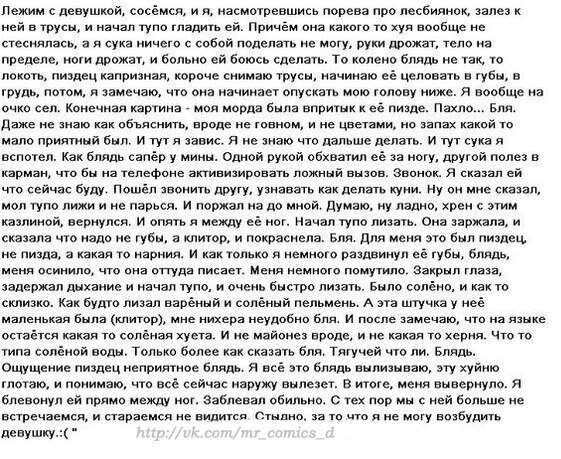 Лежим с девушкой, сосёмся, и я, насмотревшись порева про лесбиянок, залез к
ней в трусы, и начал тупо гладить ей. Причём она какого то хуя вообще не
стеснялась, а я сука ничего с собой поделать не могу, руки дрожат, тело на
пределе, ноги дрожат, и больно ей боюсь сделать. То колено блядь не так, то
локоть, пиздец капризная, короче снимаю трусы, начинаю её целовать в губы, в
грудь, потом, я замечаю, что она начинает опускать мою голову ниже. Я вообще на
очко сел. Конечная картина - моя морда была впритык к её пизде. Пахло... Бля.
Даже не знаю как объяснить, вроде не говном, и не цветами, но запах какой то
мало приятный был. И тут я завис. Я не знал что дальше делать. И тут сука я
вспотел. Как блядь сапёр у мины. Одной рукой обхватил её за ногу, другой полез в
карман, что бы на телефоне активизировать ложный вызов. Звонок. Я сказал ей
что сейчас буду. Пошёл звонить другу, узнавать как делать куни. Ну он мне сказал,
мол тупо лижи и не парься. И поржал на до мной. Думаю, ну ладно, хрен с этим
казлиной, вернулся. И опять я между её ног. Начал тупо лизать. Она заржала, и
сказала что надо не губы, а клитор, и покраснела. Бля. Для меня это был пиздец,
не пизда, а какая то нарния. И как только я немного раздвинул её губы, блядь,
меня осинило, что она оттуда писает. Меня немного помутило. Закрыл глаза,
задержал дыхание и начал тупо, и очень быстро лизать. Было солёно, и как то
склизко. Как будто лизал варёный и солёный пельмень. А эта штучка у неё
маленькая была (клитор), мне нихера неудобно бля. И после замечаю, что на языке
остаётся какая то солёная хуета. И не майонез вроде, и не какая то херня. Что то
типа солёной воды. Только более как сказать бля. Тягучей что ли. Блядь.
Ощущение пиздец неприятное блядь. Я всё это блядь вылизываю, эту хуйню
глотаю, и понимаю, что всё сейчас наружу вылезет. В итоге, меня вывернуло. Я
блевонул ей прямо между ног. Заблевал обильно. С тех пор мы с ней больше не
встречаемся, и стараемся не видится. Стыдно, за то что я не могу возбудить
девушку.:( "
http://vk.com/mr_comics_d